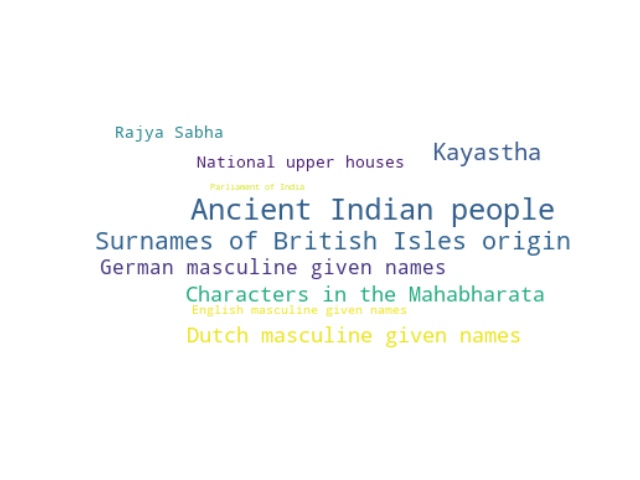 Rajya Sabha
Kayastha
National upper houses
Parliament of India
Ancient Indian people
Surnames of British Isles origin
German masculine given names
Characters in the Mahabharata
English masculine given names
Dutch masculine given names